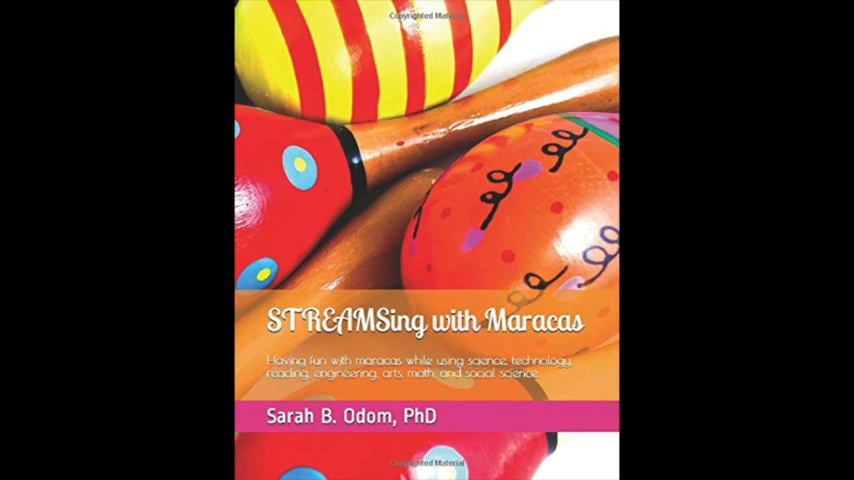 Copyrighted Material
STREAMSing with Maracas
Having fun with maracas while using science, technology,
reading, engineering, arts, math, and social science.
Sarah B. Odom, PhD
Copyrighted Material